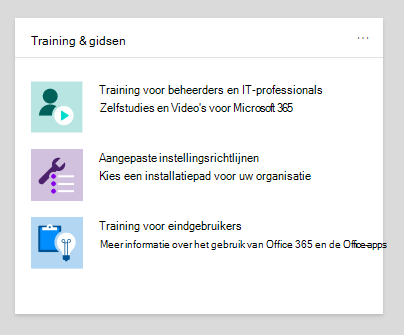 Training & gidsen
Training voor beheerders en IT-professionals
Zelfstudies en Video's voor Microsoft 365
Aangepaste instellingsrichtlijnen
Kies een installatiepad voor uw organisatie
Training voor eindgebruikers
Meer informatie over het gebruik van Office 365 en de Office-apps